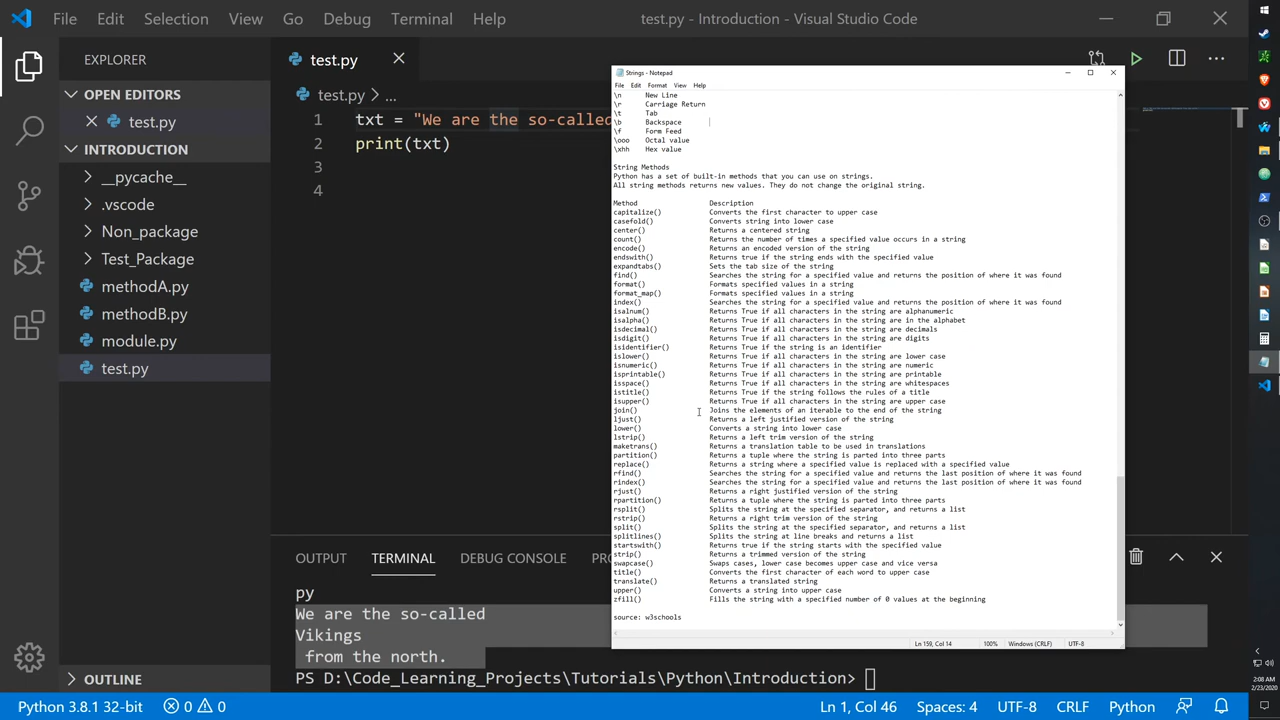 File Edit Selection View Go Debug Terminal Help
test.py - Introduction - Visual Studio Code
EXPLORER
OPEN EDITORS
test.py
INTRODUCTION
__pycache__
.vscode
my_package
my_package
methodA.py
methodB.py
my_module.py
test.py
OUTLINE
test.py
test.py
1 txt = "We are the so-called
2 print(txt)
3
4
OUTPUT TERMINAL DEBUG CONSOLE
py
We are the so-called
Vikings
from the north.
PS D:\Code_Learning_Projects\Tutorials\Python\Introduction>
Strings - Notepad
File Edit Format View Help
\n New Line
\r Carriage Return
\t Tab
\b Backspace
\f Form Feed
\ooo Octal value
\xhh Hex value
String Methods
Python has a set of built-in methods that you can use on strings.
All string methods returns new values. They do not change the original string.
Method Description
capitalize() Converts the first character to upper case
casefold() Converts string into lower case
center() Returns a centered string
count() Returns the number of times a specified value occurs in a string
encode() Returns an encoded version of the string
endswith() Returns true if the string ends with the specified value
expandtabs() Sets the tab size of the string
find() Searches the string for a specified value and returns the position of where it was found
format() Formats specified values in a string
format_map() Formats specified values in a string
index() Searches the string for a specified value and returns the position of where it was found
isalnum() Returns True if all characters in the string are alphanumeric
isalpha() Returns True if all characters in the string are in the alphabet
isdecimal() Returns True if all characters in the string are decimals
isdigit() Returns True if all characters in the string are digits
isidentifier() Returns True if the string is an identifier
islower() Returns True if all characters in the string are lower case
isnumeric() Returns True if all characters in the string are numeric
isprintable() Returns True if all characters in the string are printable
isspace() Returns True if all characters in the string are whitespaces
istitle() Returns True if the string follows the rules of a title
isupper() Returns True if all characters in the string are upper case
join() Joins the elements of an iterable to the end of the string
ljust() Returns a left justified version of the string
lower() Converts a string into lower case
lstrip() Returns a left trim version of the string
maketrans() Returns a translation table to be used in translations
partition() Returns a tuple where the string is parted into three parts
replace() Returns a string where a specified value is replaced with a specified value
rfind() Searches the string for a specified value and returns the last position of where it was found
rindex() Searches the string for a specified value and returns the last position of where it was found
rjust() Returns a right justified version of the string
rpartition() Returns a tuple where the string is parted into three parts
rsplit() Splits the string at the specified separator, and returns a list
rstrip() Returns a right trim version of the string
split() Splits the string at the specified separator, and returns a list
splitlines() Splits the string at line breaks and returns a list
startswith() Returns true if the string starts with the specified value
strip() Returns a trimmed version of the string
swapcase() Swaps cases, lower case becomes upper case and vice versa
title() Converts the first character of each word to upper case
translate() Returns a translated string
upper() Converts a string into upper case
zfill() Fills the string with a specified number of 0 values at the beginning
source: w3schools
Ln 159, Col 14 100% Windows (CRLF) UTF-8
Python 3.8.1 32-bit 0 0 Ln 1, Col 46 Spaces: 4 UTF-8 CRLF Python
2:08 AM
2/23/2020